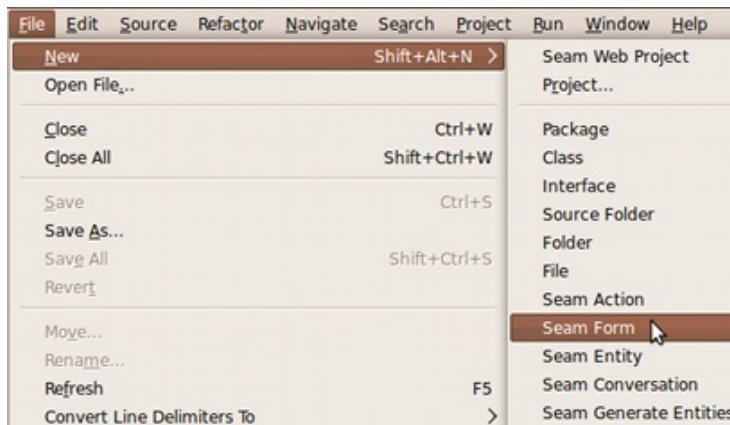 File Edit Source Refactor Navigate Search Project Run Window Help
New Shift+Alt+N
Open File...
Close Ctrl+W
Close All Shift+Ctrl+W
Save Ctrl+S
Save As...
Save All Shift+Ctrl+S
Revert
Move...
Rename...
Refresh F5
Convert Line Delimiters To
Seam Web Project
Project...
Package
Class
Interface
Source Folder
Folder
File
Seam Action
Seam Form
Seam Entity
Seam Conversation
Seam Generate Entities